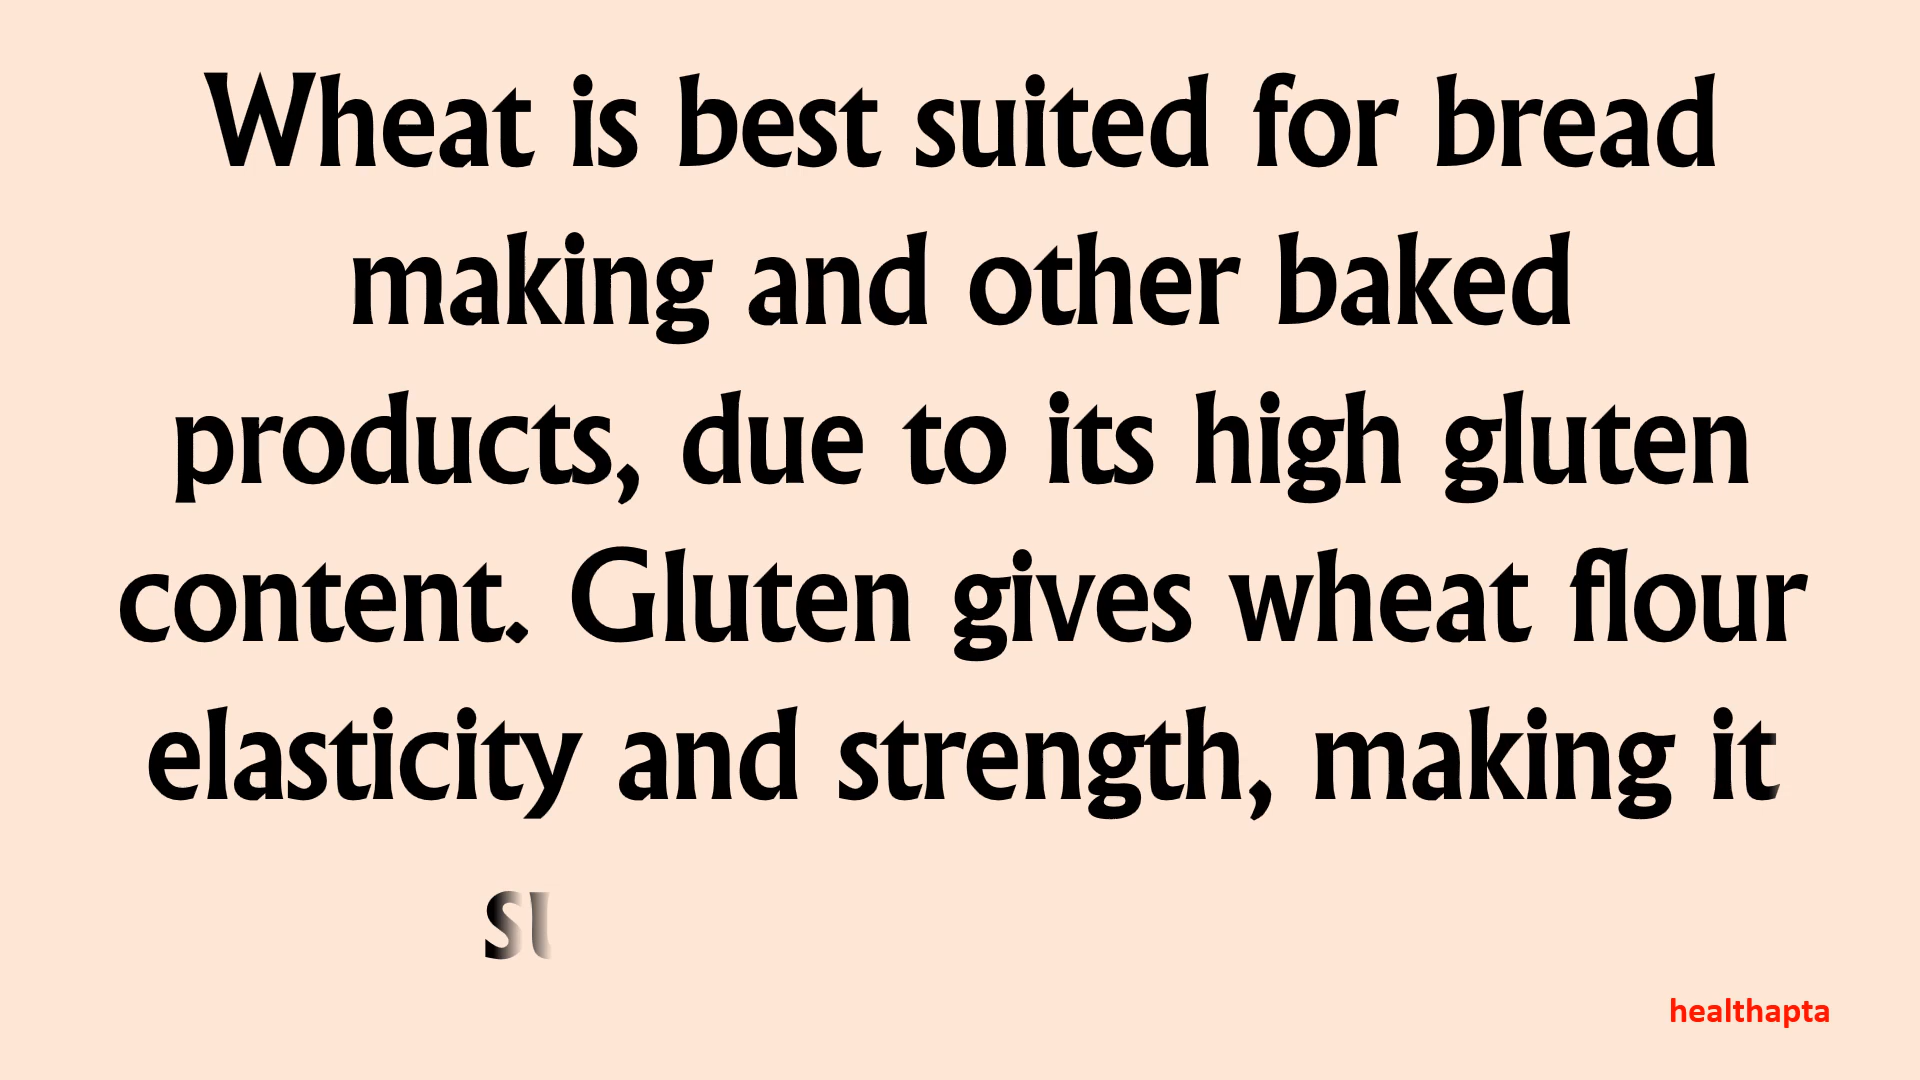 Wheat is best suited for bread
making and other baked
products, due to its high gluten
content. Gluten gives wheat flour
elasticity and strength, making it
healthapta